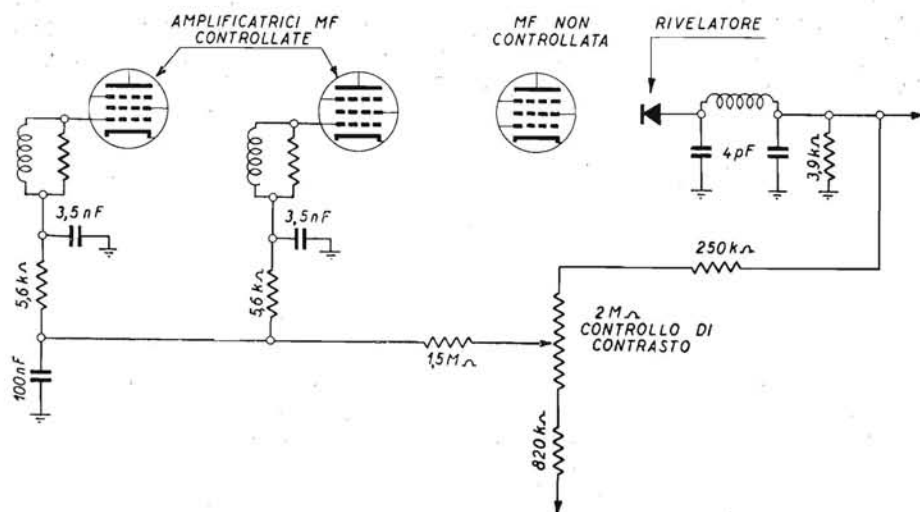 AMPLIFICATRICI MF
CONTROLLATE
MF NON
CONTROLLATA
RIVELATORE
4pF
3,9kΩ
3,5nF
3,5nF
5,6kΩ
5,6kΩ
250kΩ
2MΩ
CONTROLLO DI
CONTRASTO
1,5MΩ
100nF
820kΩ